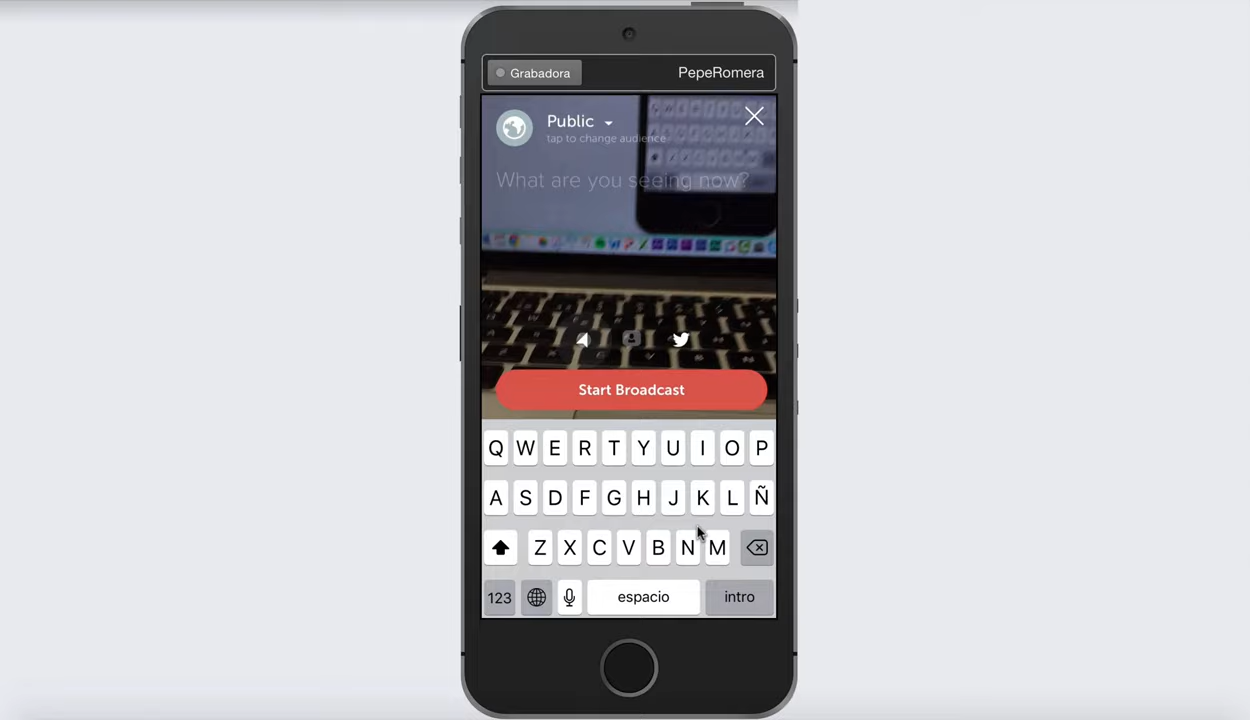 Grabadora
PepeRomera
Public
tap to change audience
What are you seeing now?
Start Broadcast
Q W E R T Y U I O P
A S D F G H J K L Ñ
Z X C V B N M
123 espacio intro